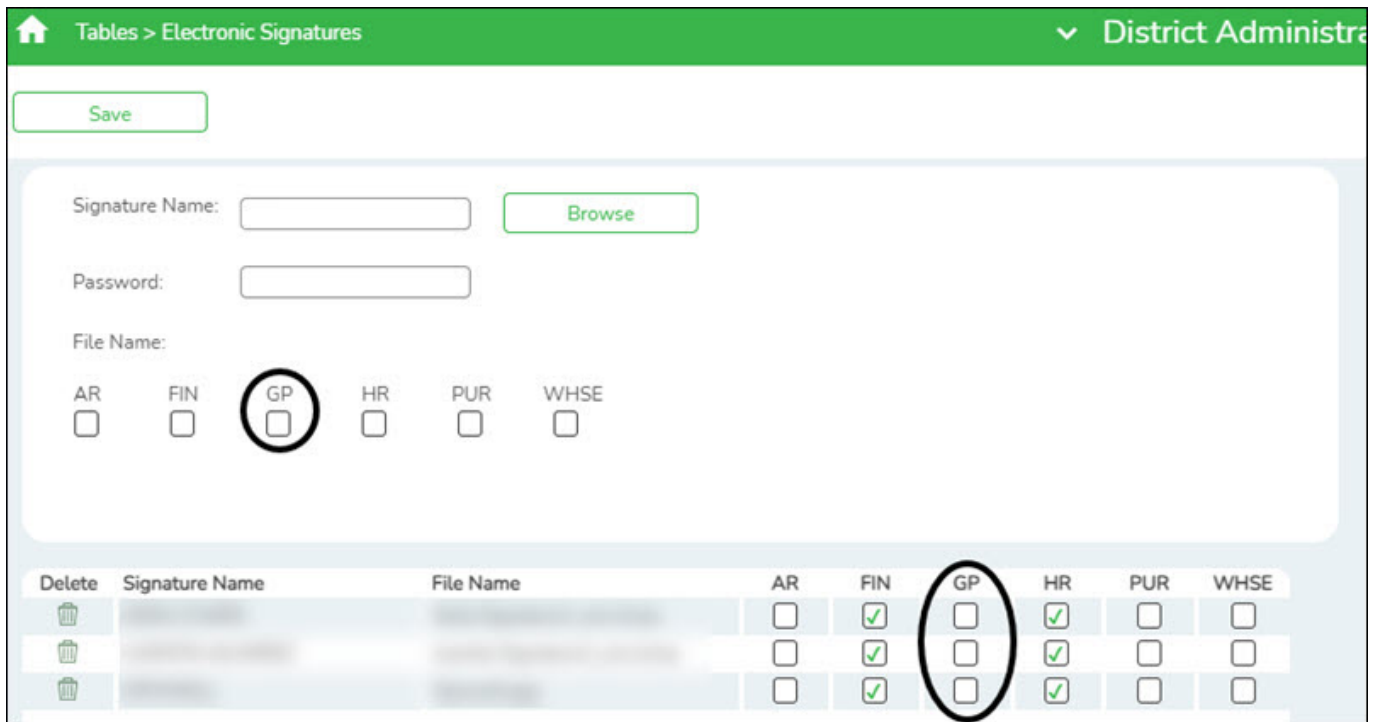 Tables > Electronic Signatures
District Administra
Save
Signature Name:
Browse
Password:
File Name:
AR FIN GP HR PUR WHSE
Delete Signature Name File Name AR FIN GP HR PUR WHSE